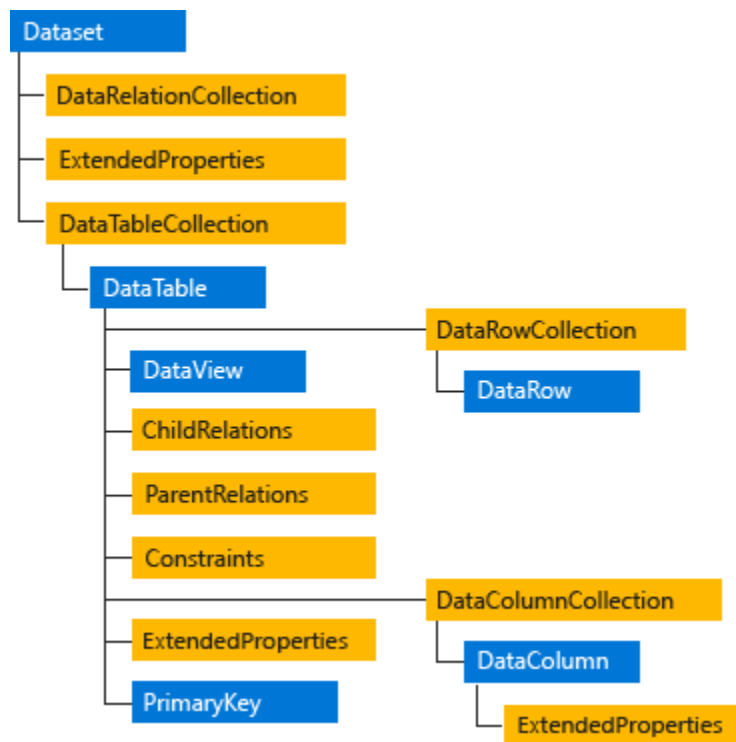 Dataset
DataRelationCollection
ExtendedProperties
DataTableCollection
DataTable
DataRowCollection
DataView
DataRow
ChildRelations
ParentRelations
Constraints
DataColumnCollection
ExtendedProperties
DataColumn
PrimaryKey
ExtendedProperties